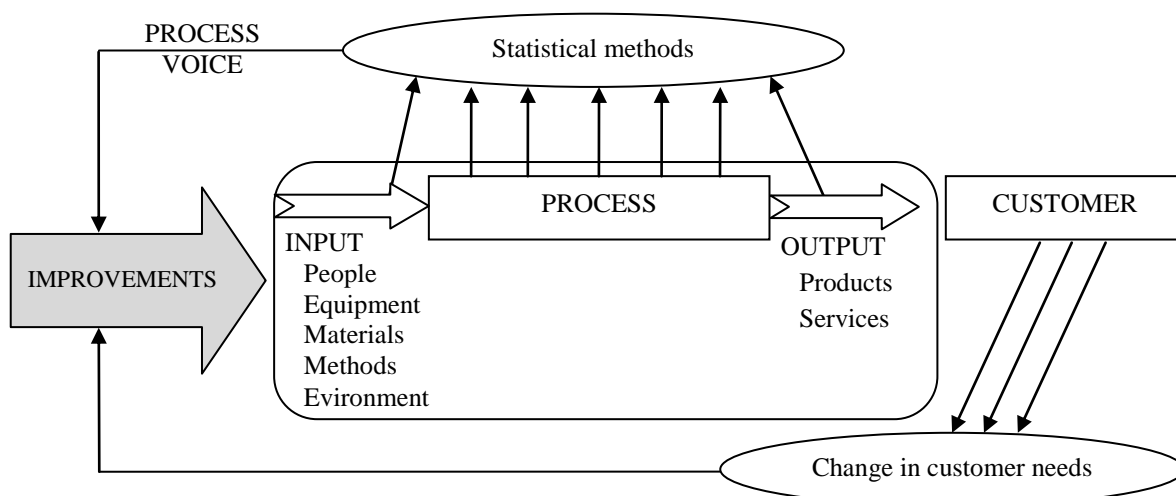 PROCESS
VOICE
Statistical methods
IMPROVEMENTS
INPUT
People
Equipment
Materials
Methods
Evironment
PROCESS
OUTPUT
Products
Services
CUSTOMER
Change in customer needs